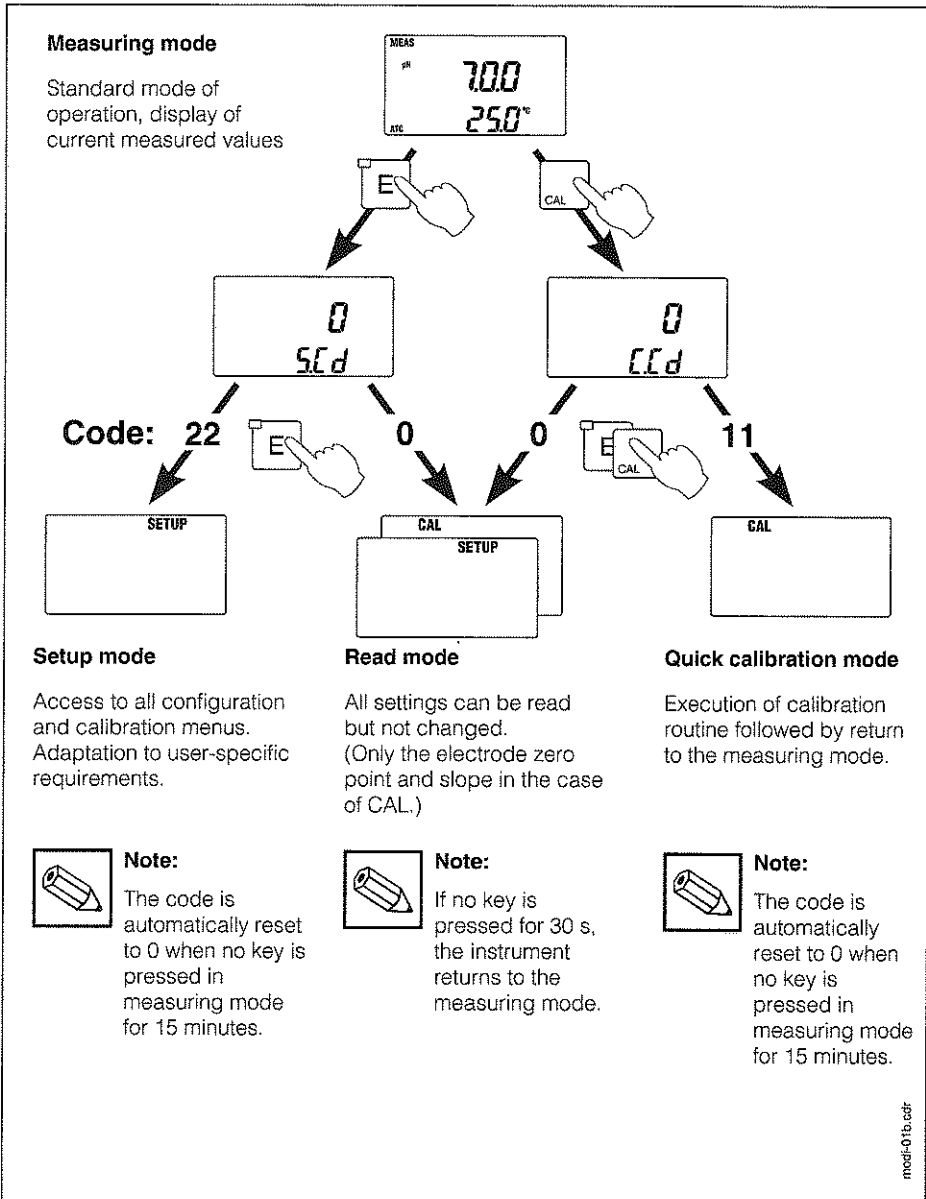 Measuring mode
Standard mode of
operation, display of
current measured values
MEAS
pH
7.0.0
ATC
25.0°C
E
CAL
0
S.Cd
0
C.Cd
Code: 22
E
0
0
E
CAL
11
SETUP
CAL
SETUP
CAL
Setup mode
Access to all configuration
and calibration menus.
Adaptation to user-specific
requirements.
Note:
The code is
automatically reset
to 0 when no key is
pressed in
measuring mode
for 15 minutes.
Read mode
All settings can be read
but not changed.
(Only the electrode zero
point and slope in the case
of CAL.)
Note:
If no key is
pressed for 30 s,
the instrument
returns to the
measuring mode.
Quick calibration mode
Execution of calibration
routine followed by return
to the measuring mode.
Note:
The code is
automatically
reset to 0 when
no key is
pressed in
measuring mode
for 15 minutes.
modi-01b.cdr